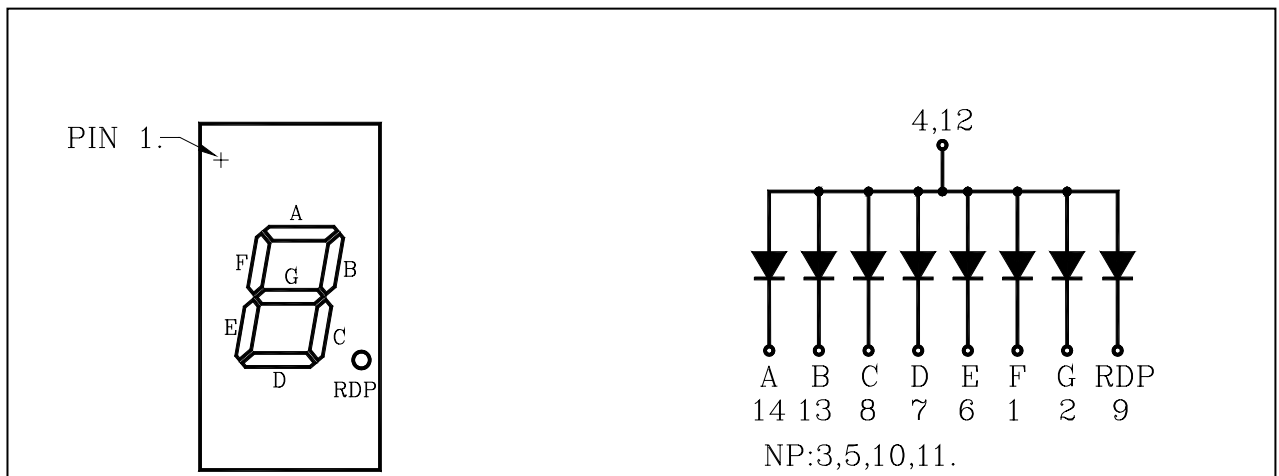 PIN 1.
A
F
B
G
E
C
D
RDP
4,12
A B C D E F G RDP
14 13 8 7 6 1 2 9
NP:3,5,10,11.